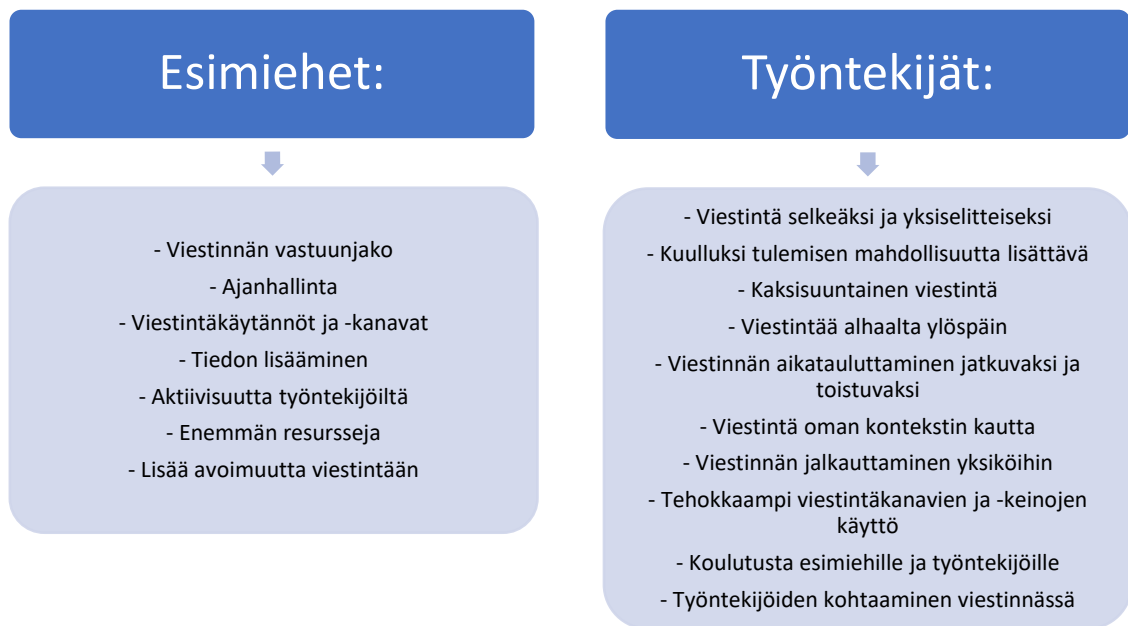 Esimiehet:
- Viestinnän vastuunjako
- Ajanhallinta
- Viestintäkäytännöt ja -kanavat
- Tiedon lisääminen
- Aktiivisuutta työntekijöiltä
- Enemmän resursseja
- Lisää avoimuutta viestintään
Työntekijät:
- Viestintä selkeäksi ja yksiselitteiseksi
- Kuulluksi tulemisen mahdollisuutta lisättävä
- Kaksisuuntainen viestintä
- Viestintää alhaalta ylöspäin
- Viestinnän aikatauluttaminen jatkuvaksi ja
toistuvaksi
- Viestintä oman kontekstin kautta
- Viestinnän jalkauttaminen yksiköihin
- Tehokkaampi viestintäkanavien ja -keinojen
käyttö
- Koulutusta esimiehille ja työntekijöille
- Työntekijöiden kohtaaminen viestinnässä